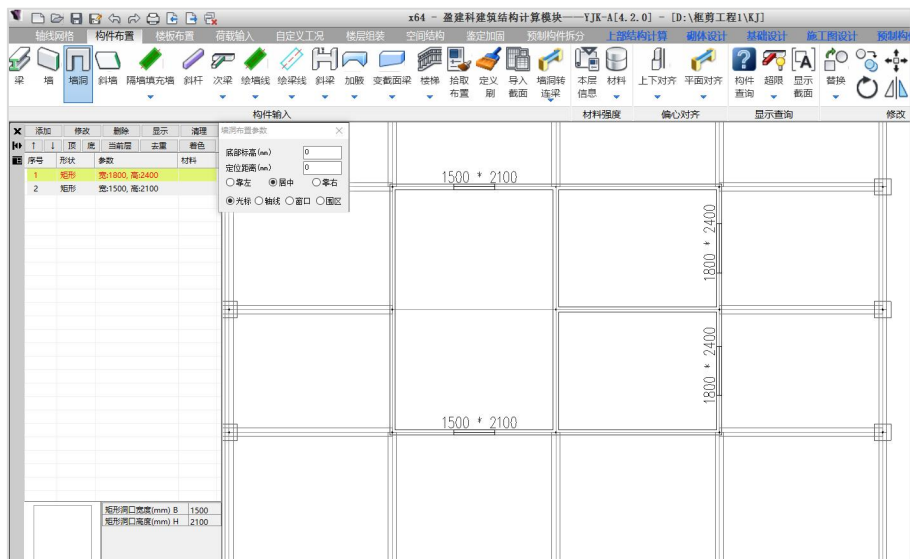 x64 - 盈建科建筑结构计算模块——YJK-A[4.2.0] - [D:\框剪工程1\KJ]
轴线网格 构件布置 楼板布置 荷载输入 自定义工况 楼层组装 空间结构 鉴定加固 预制构件拆分 上部结构计算 砌体设计 基础设计 施工图设计 预制构件
梁 墙 墙洞 斜墙 隔墙填充墙 斜杆 次梁 绘墙线 绘梁线 斜梁 加腋 变截面梁 楼梯 拾取布置 定义刷 导入截面 墙洞转连梁 本层信息 材料 上下对齐 平面对齐 构件查询 超限 显示截面 替换
构件输入 材料强度 偏心对齐 显示查询 修改
添加 修改 删除 显示 清理
↑ ↓ 顶 底 当前层 去重 着色
序号 形状 参数 材料
1 矩形 宽:1800, 高:2400
2 矩形 宽:1500, 高:2100
墙洞布置参数
底部标高(mm) 0
定位距离(mm) 0
靠左 居中 靠右
光标 轴线 窗口 围区
1500 * 2100
1800 * 2400
1800 * 2400
1500 * 2100
矩形洞口宽度(mm) B 1500
矩形洞口高度(mm) H 2100